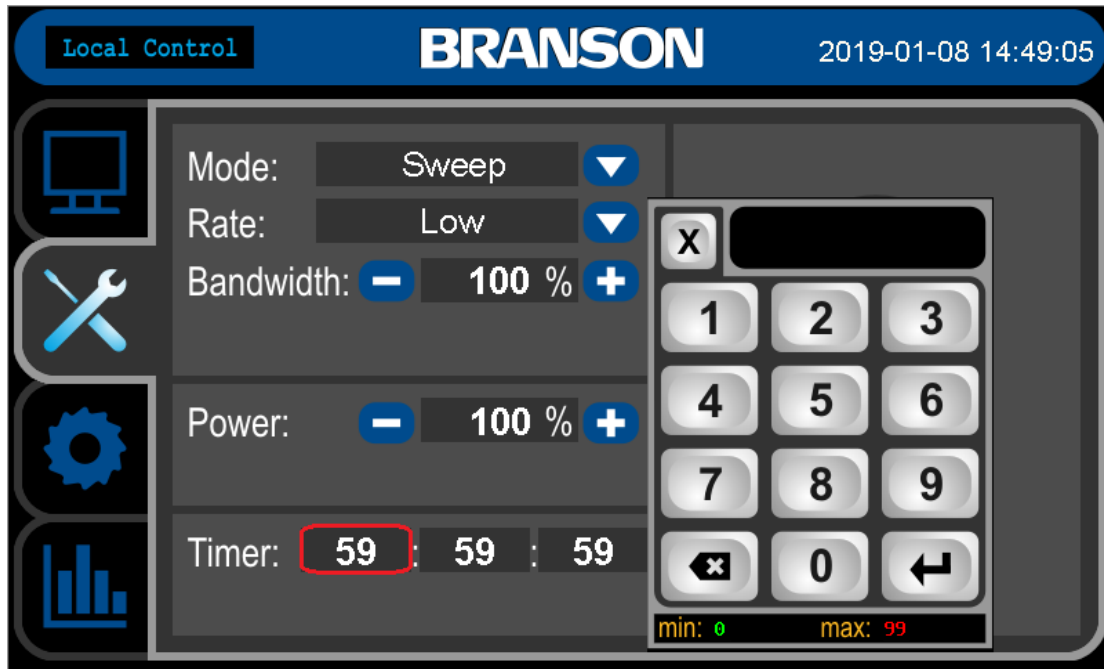 Local Control
BRANSON
2019-01-08 14:49:05
Mode: Sweep
Rate: Low
Bandwidth: 100 %
Power: 100 %
Timer: 59 : 59 : 59
X
1 2 3
4 5 6
7 8 9
0
min: 0 max: 99